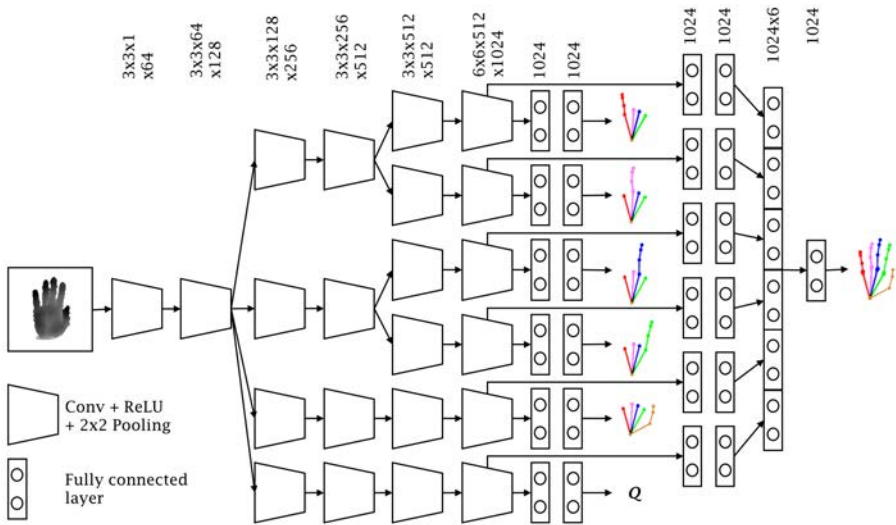 3x3x1
x64
3x3x64
x128
3x3x128
x256
3x3x256
x512
3x3x512
x512
6x6x512
x1024
1024
1024
1024
1024
1024x6
1024
Q
Conv + ReLU
+ 2x2 Pooling
Fully connected
layer